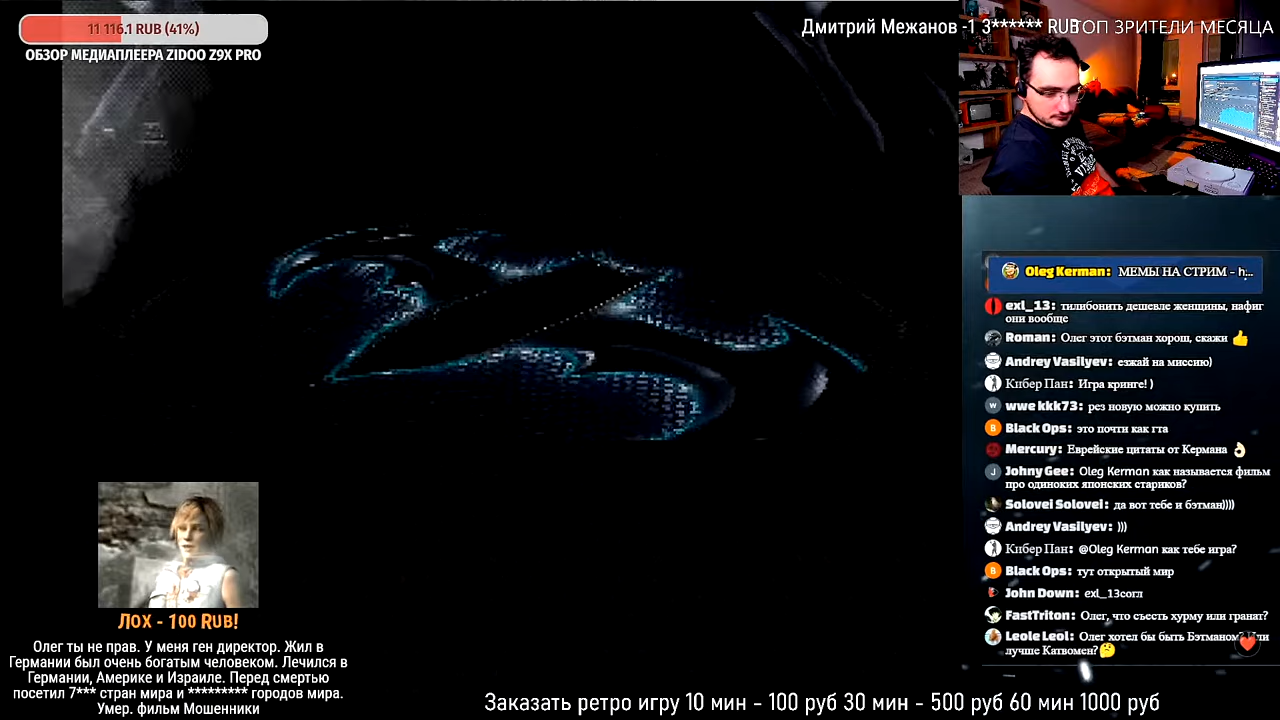 11 116.1 RUB (41%)
ОБЗОР МЕДИАПЛЕЕРА ZIDOO Z9X PRO
Дмитрий Межанов -1 3****** RUB
ТОП ЗРИТЕЛИ МЕСЯЦА
Oleg Kerman: МЕМЫ НА СТРИМ - h...
exl_13: тилибонить дешевле женщины, нафиг
они вообще
Roman: Олег этот бэтман хорош, скажи 👍
Andrey Vasilyev: езжай на миссию)
Кибер Пан: Игра кринге! )
wwe kkk73: рез новую можно купить
Black Ops: это почти как гта
Mercury: Еврейские цитаты от Кермана 👌
Johny Gee: Oleg Kerman как называется фильм
про одиноких японских стариков?
Solovei Solovei: да вот тебе и бэтман))))
Andrey Vasilyev: )))
Кибер Пан: @Oleg Kerman как тебе игра?
Black Ops: тут открытый мир
John Down: exl_13согл
FastTriton: Олег, что съесть хурму или гранат?
Leole Leol: Олег хотел бы быть Бэтманом? Или
лучше Катвомен?🤔
Лох - 100 RUB!
Олег ты не прав. У меня ген директор. Жил в
Германии был очень богатым человеком. Лечился в
Германии, Америке и Израиле. Перед смертью
посетил 7*** стран мира и ********* городов мира.
Умер. фильм Мошенники
Заказать ретро игру 10 мин - 100 руб 30 мин - 500 руб 60 мин 1000 руб